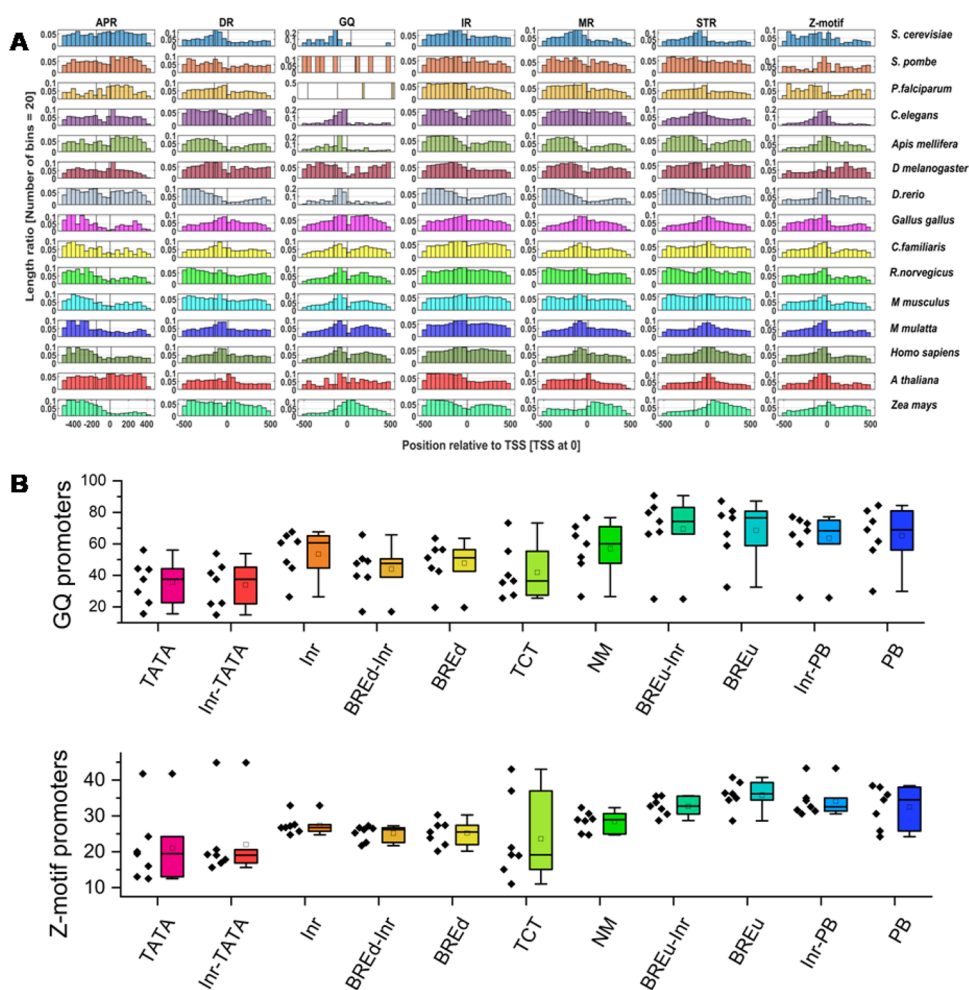 A
APR DR GQ IR MR STR Z-motif
Length ratio [Number of bins = 20]
S. cerevisiae
S. pombe
P.falciparum
C.elegans
Apis mellifera
D melanogaster
D.rerio
Gallus gallus
C.familiaris
R.norvegicus
M musculus
M mulatta
Homo sapiens
A thaliana
Zea mays
-400 -200 0 200 400 -500 0 500 -500 0 500 -500 0 500 -500 0 500 -500 0 500 -500 0 500
Position relative to TSS [TSS at 0]
B
GQ promoters
100
80
60
40
20
TATA Inr-TATA Inr BREd-Inr BREd TCT NM BREu-Inr BREu Inr-PB PB
Z-motif promoters
40
30
20
10
TATA Inr-TATA Inr BREd-Inr BREd TCT NM BREu-Inr BREu Inr-PB PB